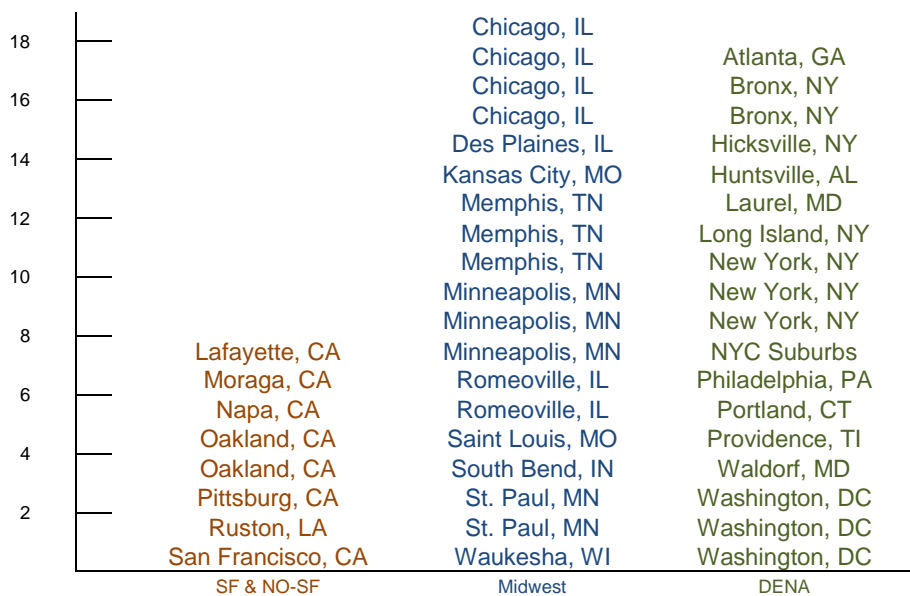 18
16
14
12
10
8
6
4
2
Lafayette, CA
Moraga, CA
Napa, CA
Oakland, CA
Oakland, CA
Pittsburg, CA
Ruston, LA
San Francisco, CA
SF & NO-SF
Chicago, IL
Chicago, IL
Chicago, IL
Chicago, IL
Des Plaines, IL
Kansas City, MO
Memphis, TN
Memphis, TN
Memphis, TN
Minneapolis, MN
Minneapolis, MN
Minneapolis, MN
Romeoville, IL
Romeoville, IL
Saint Louis, MO
South Bend, IN
St. Paul, MN
St. Paul, MN
Waukesha, WI
Midwest
Atlanta, GA
Bronx, NY
Bronx, NY
Hicksville, NY
Huntsville, AL
Laurel, MD
Long Island, NY
New York, NY
New York, NY
New York, NY
NYC Suburbs
Philadelphia, PA
Portland, CT
Providence, TI
Waldorf, MD
Washington, DC
Washington, DC
Washington, DC
DENA